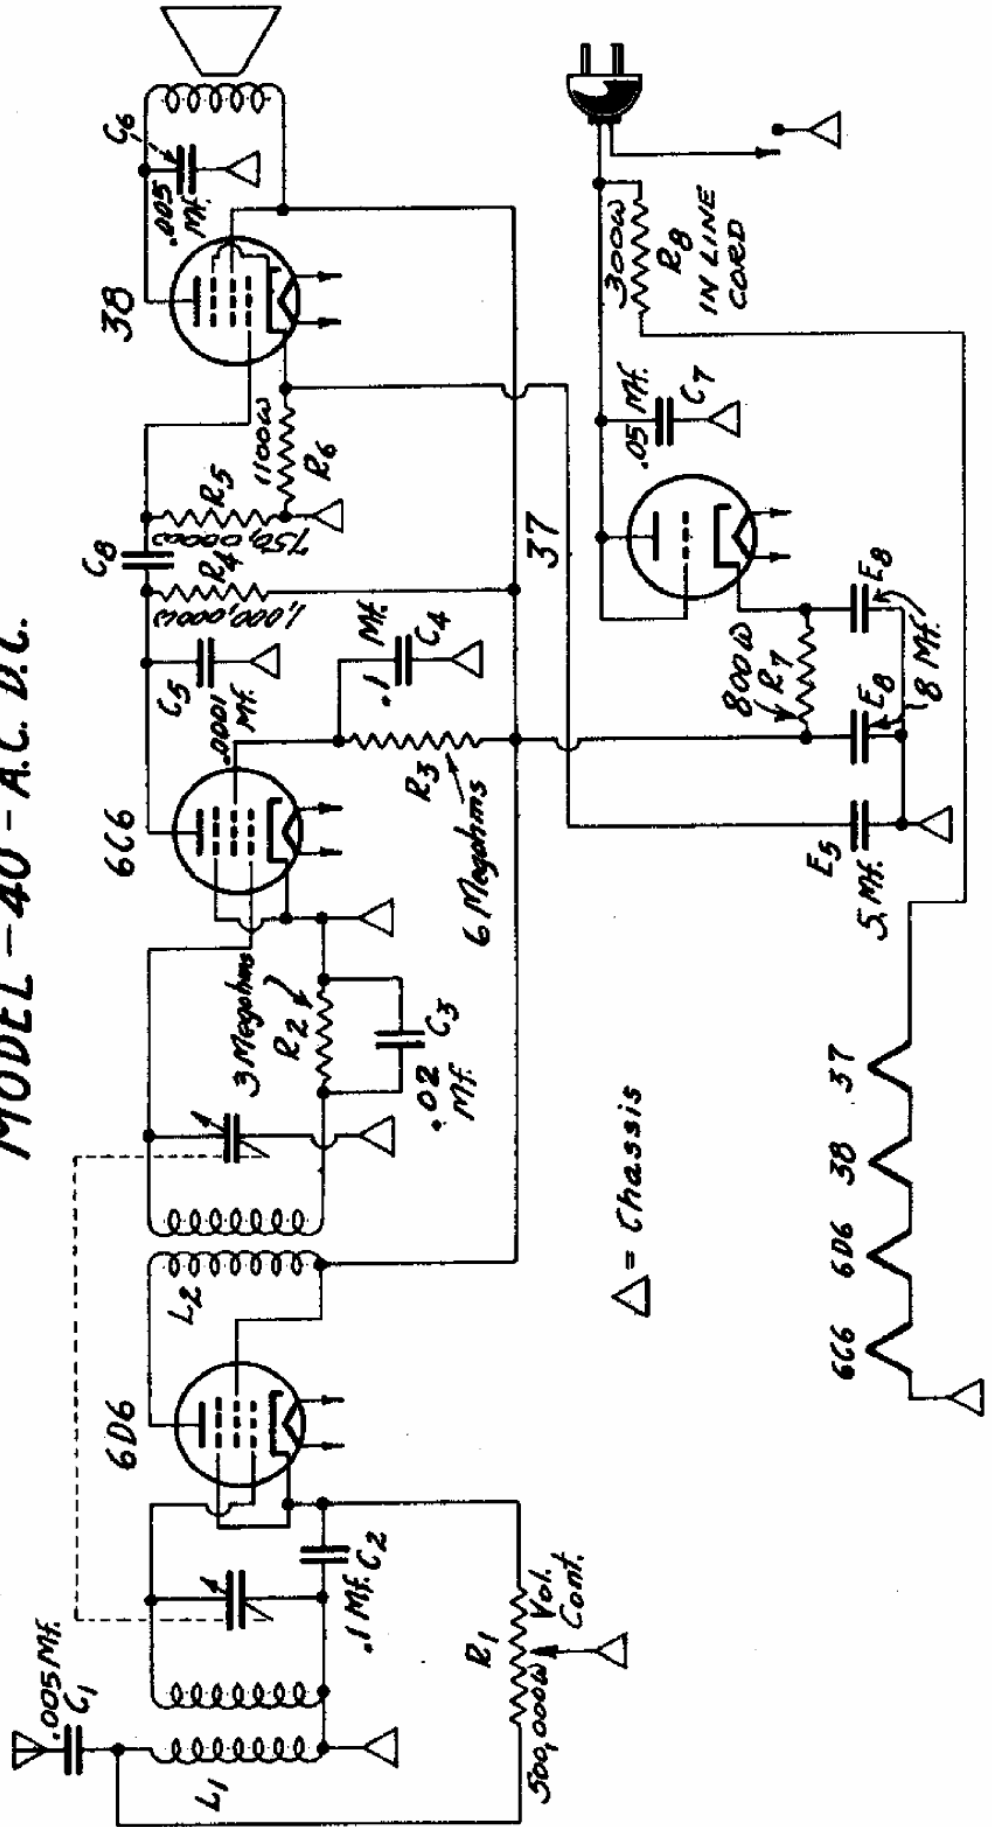 MODEL-40-A.C. D.C.
.005 Mf.
C1
L1
6D6
.1 Mf. C2
R1
500,000ω
Vol.
Cont.
L2
3 Megohms
R2
C3
.02
Mf.
6C6
C5
.0001
Mf.
R3
6 Megohms
.1 Mf.
C4
C8
R4
1,000,000ω
R5
750,000ω
1100ω
R6
38
C6
.005
Mf.
37
.05 Mf.
C7
300ω
R8
IN LINE
CORD
800ω
R7
E8
E8
8 Mf.
E5
5 Mf.
△ = Chassis
6C6 6D6 38 37